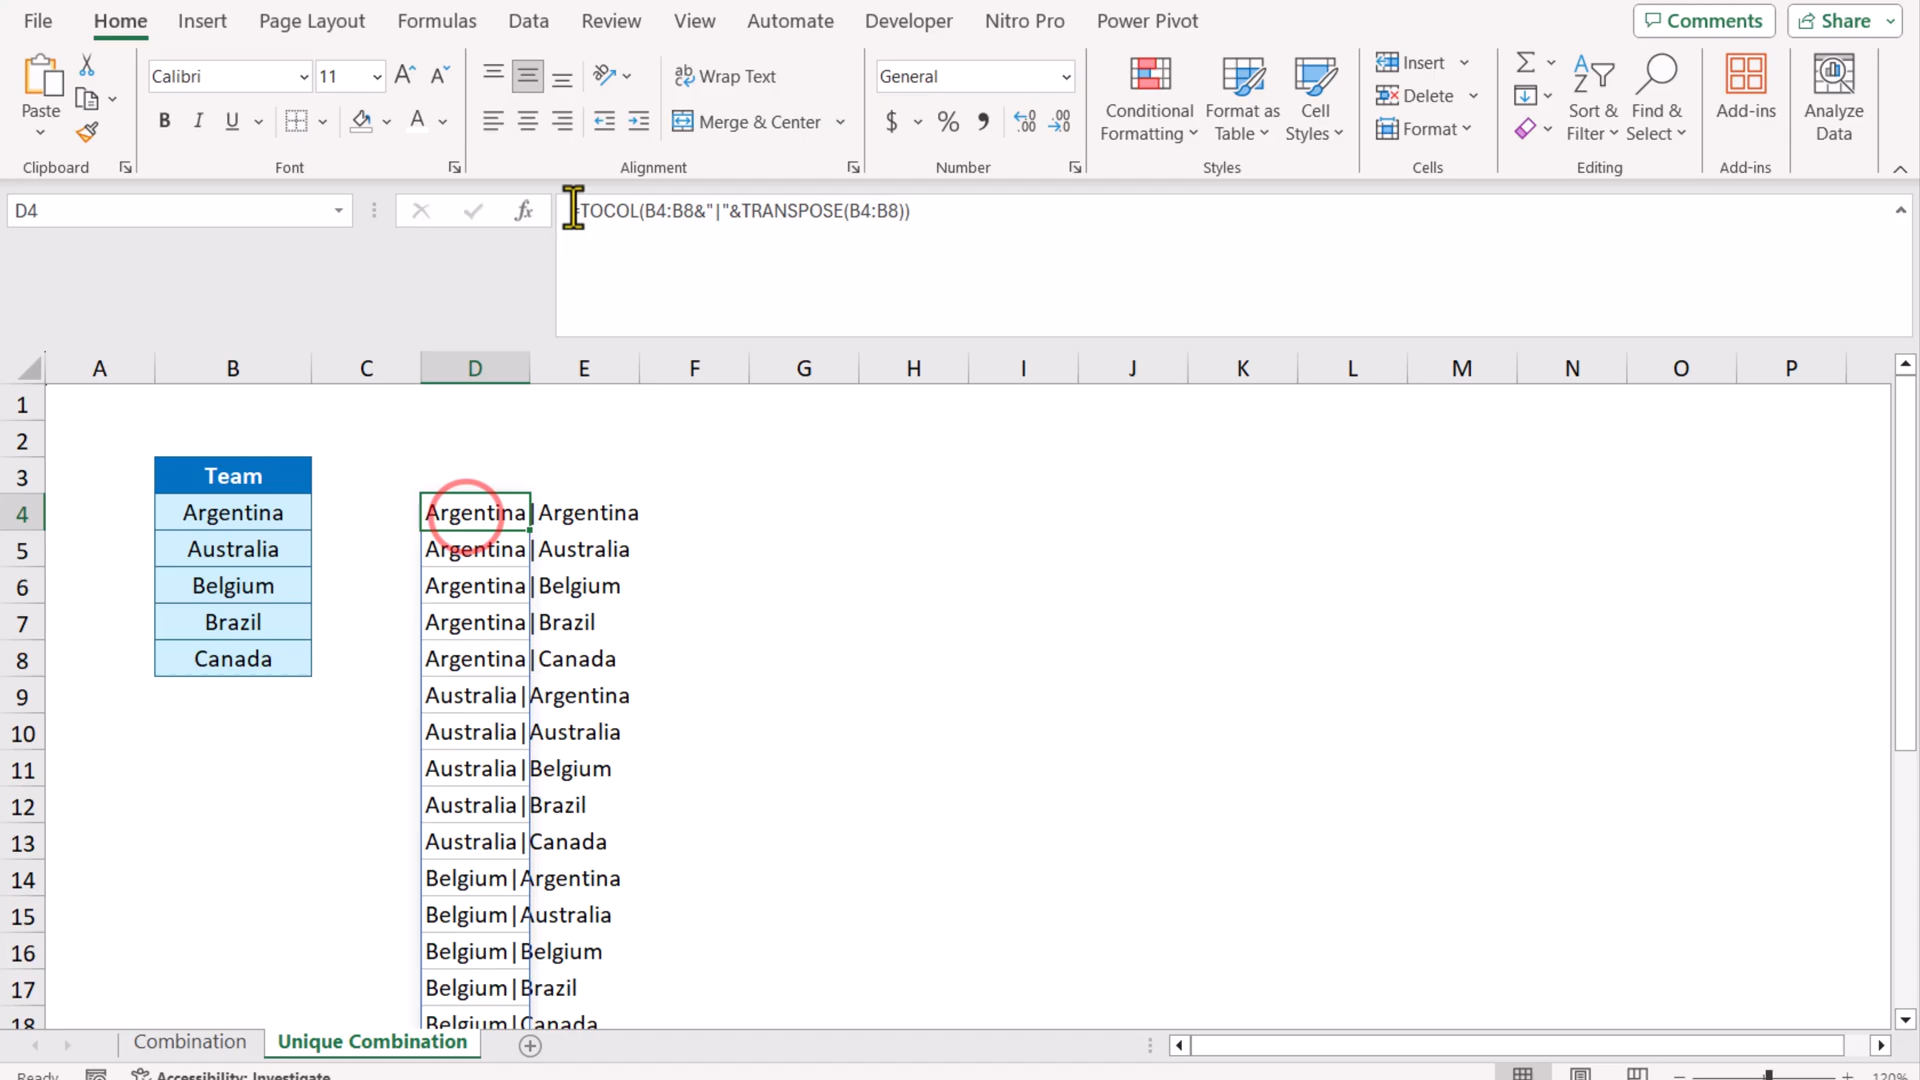 File Home Insert Page Layout Formulas Data Review View Automate Developer Nitro Pro Power Pivot Comments Share
Paste
Clipboard
Calibri 11
B I U
Font
Wrap Text
Merge & Center
Alignment
General
$ %
Number
Conditional Formatting
Format as Table
Cell Styles
Styles
Insert
Delete
Format
Cells
Sort & Filter
Find & Select
Editing
Add-ins
Add-ins
Analyze Data
D4 fx =TOCOL(B4:B8&"|"&TRANSPOSE(B4:B8))
A B C D E F G H I J K L M N O P
1
2
3 Team
4 Argentina Argentina|Argentina
5 Australia Argentina|Australia
6 Belgium Argentina|Belgium
7 Brazil Argentina|Brazil
8 Canada Argentina|Canada
9 Australia|Argentina
10 Australia|Australia
11 Australia|Belgium
12 Australia|Brazil
13 Australia|Canada
14 Belgium|Argentina
15 Belgium|Australia
16 Belgium|Belgium
17 Belgium|Brazil
18 Belgium|Canada
Combination Unique Combination
Ready Accessibility: Investigate 120%